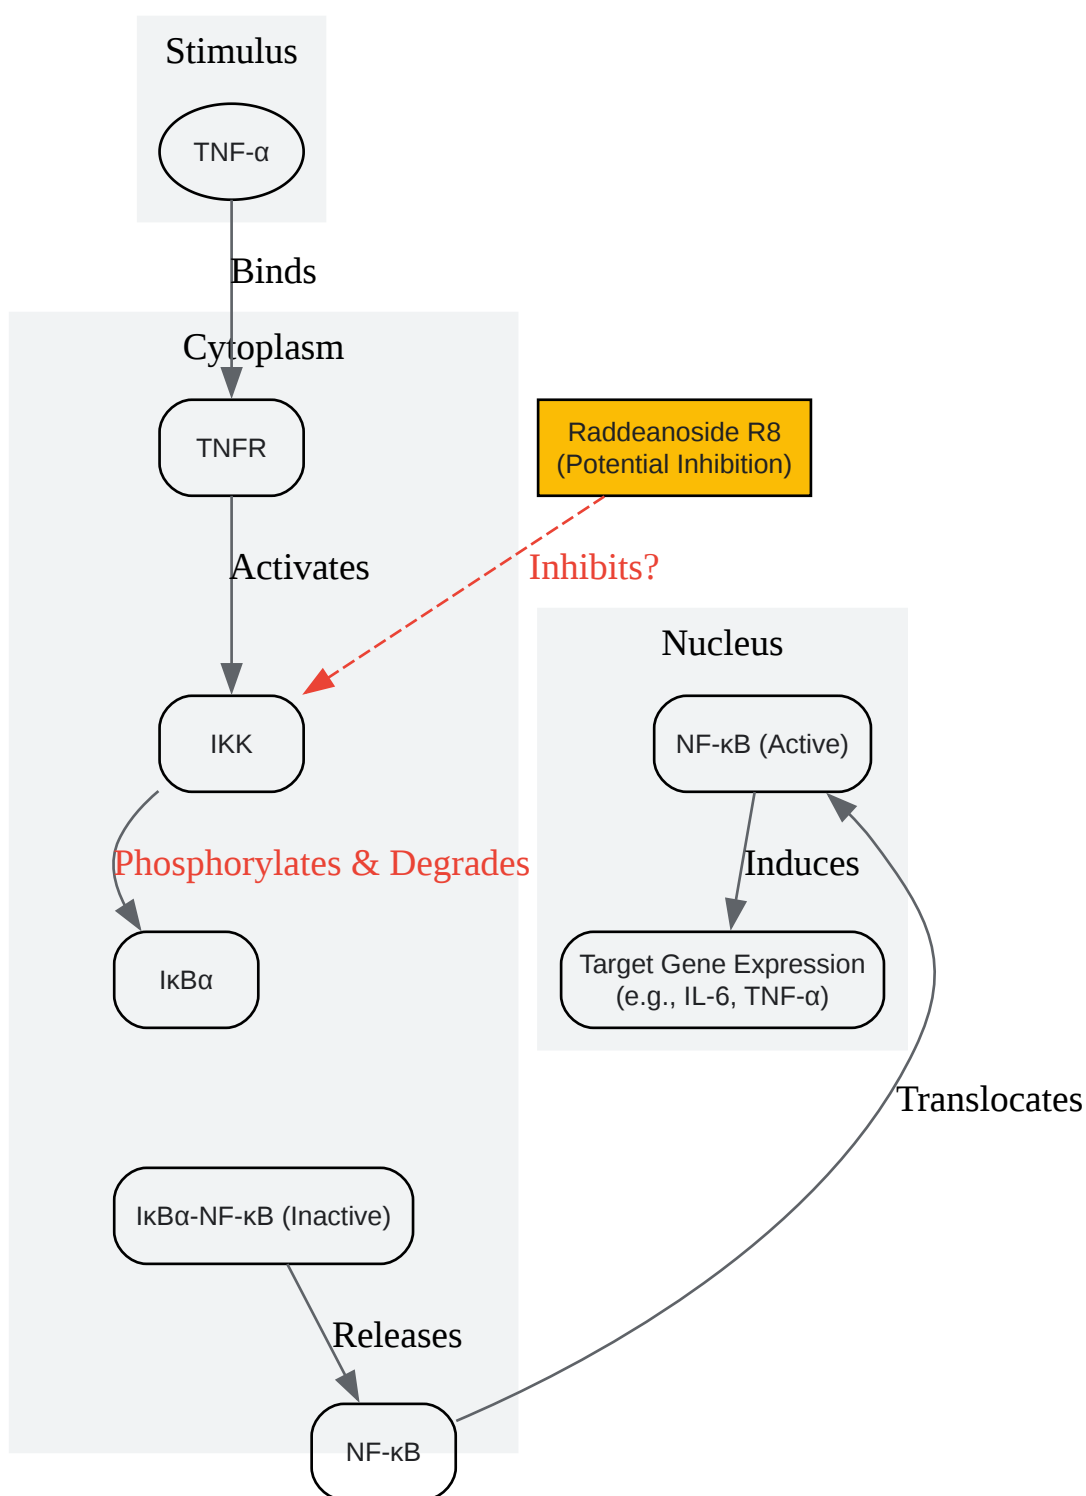 Stimulus
TNF-α
Binds
Cytoplasm
TNFR
Raddeanoside R8
(Potential Inhibition)
Activates
Inhibits?
Nucleus
IKK
NF-κB (Active)
Phosphorylates & Degrades
Induces
IκBα
Target Gene Expression
(e.g., IL-6, TNF-α)
Translocates
IκBα-NF-κB (Inactive)
Releases
NF-κB